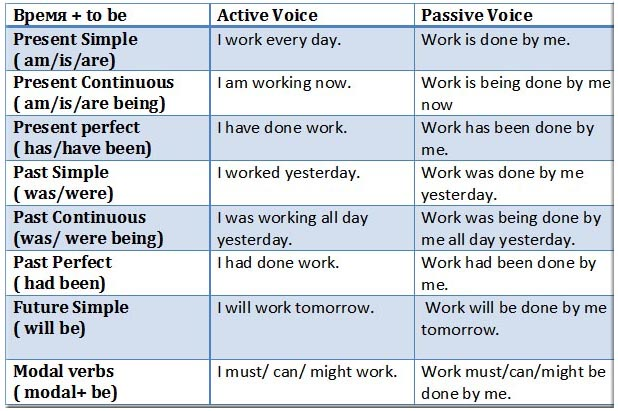 Время + to be	Active Voice	Passive Voice
Present Simple	I work every day.	Work is done by me.
( am/is/are)
Present Continuous	I am working now.	Work is being done by me
( am/is/are being)	now
Present perfect	I have done work.	Work has been done by
( has/have been)	me.
Past Simple	I worked yesterday.	Work was done by me
( was/were)	yesterday.
Past Continuous	I was working all day	Work was being done by
(was/ were being)	yesterday.	me all day yesterday.
Past Perfect	I had done work.	Work had been done by
( had been)	me.
Future Simple	I will work tomorrow.	Work will be done by me
( will be)	tomorrow.
Modal verbs	I must/ can/ might work.	Work must/can/might be
( modal+ be)	done by me.